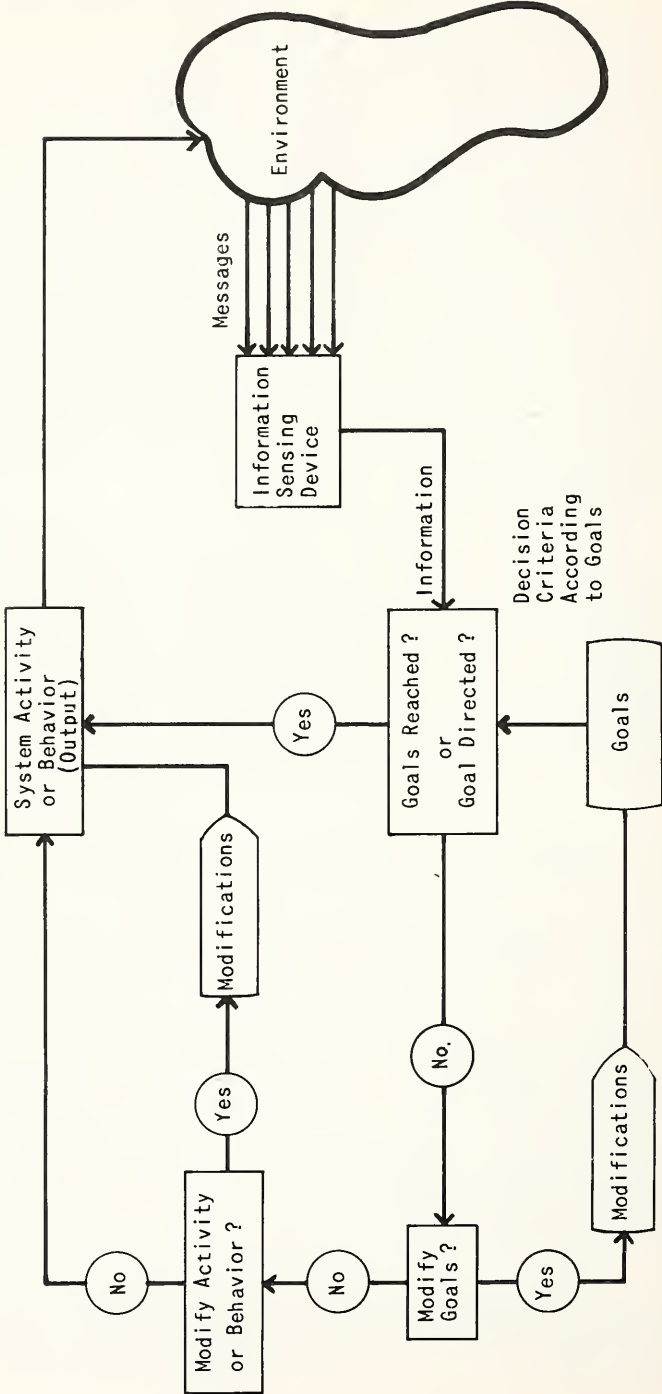 System Activity
or Behavior
(Output)
No
Modify Activity
or Behavior?
Yes
Modifications
Yes
Messages
Environment
Information
Sensing
Device
No
Modify
Goals?
No.
Goals Reached?
or
Goal Directed?
Information
Yes
Modifications
Goals
Decision
Criteria
According
to Goals